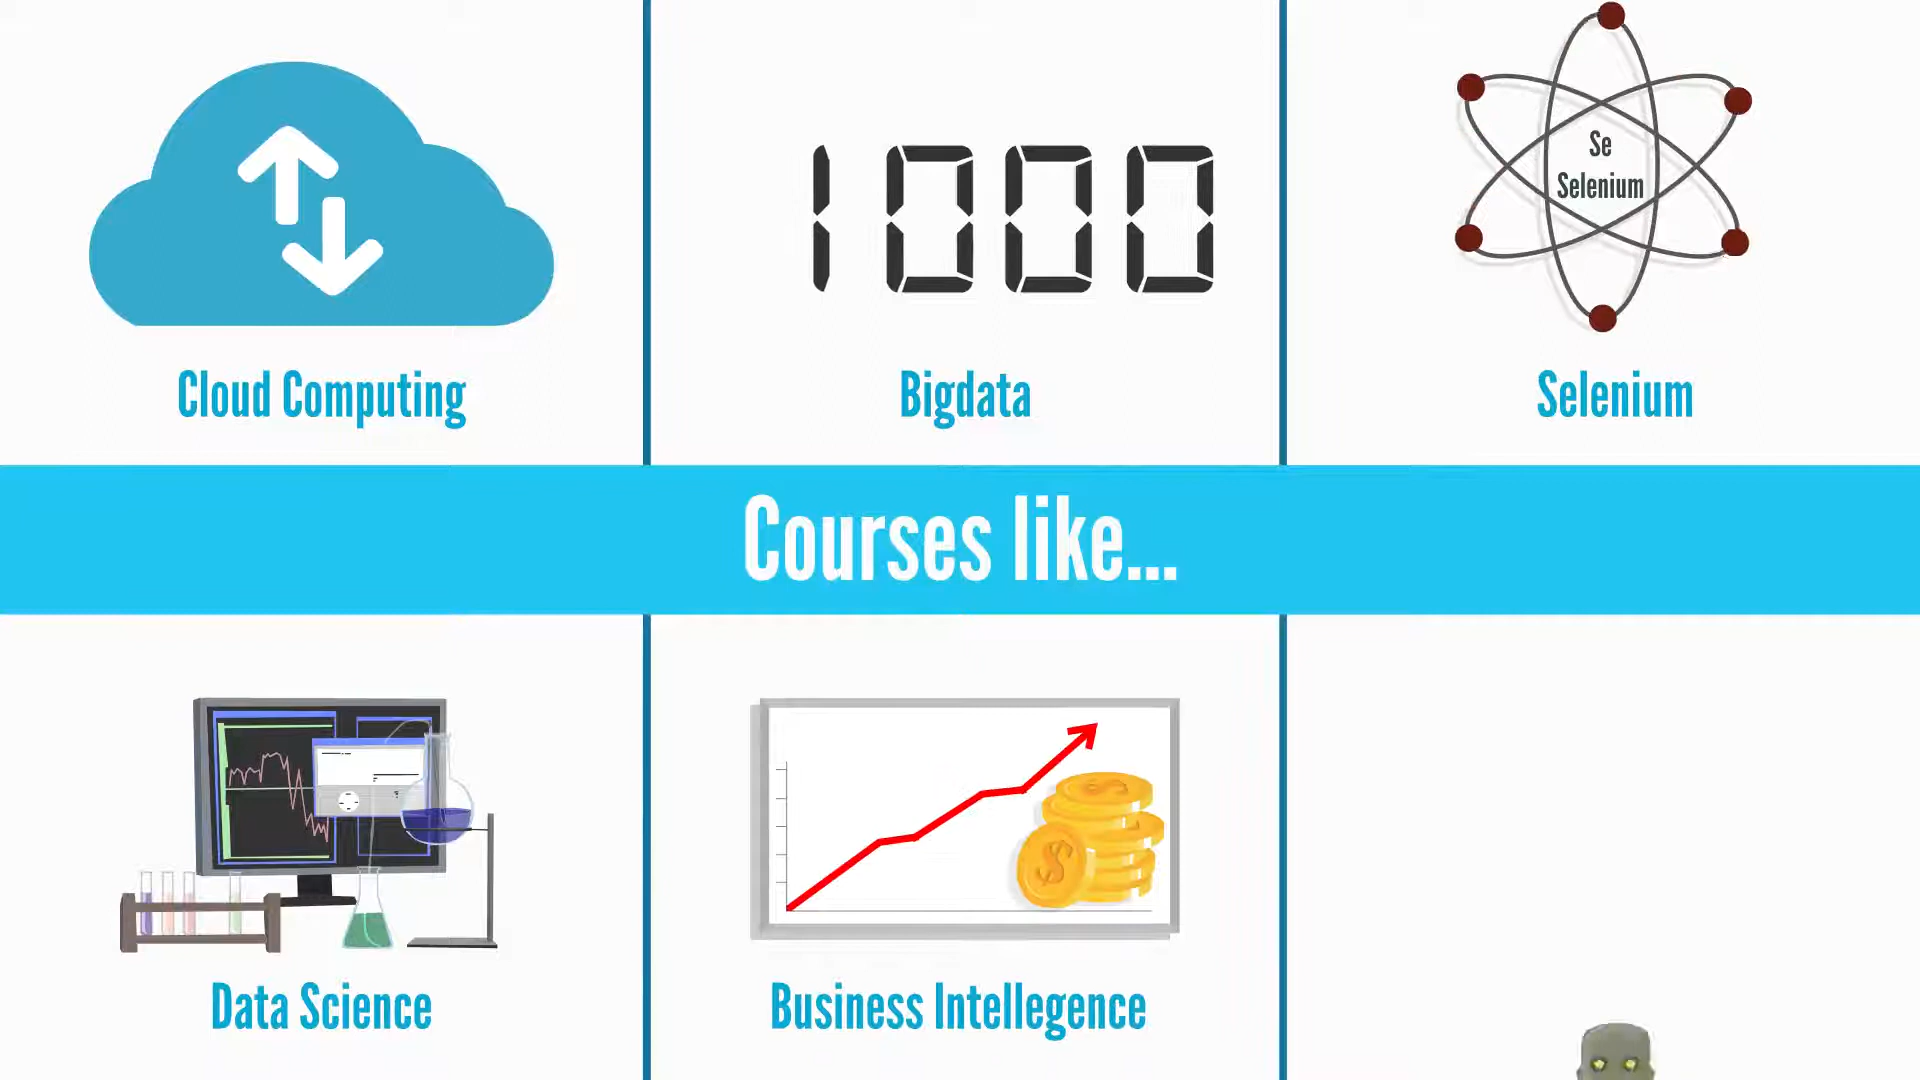 1000
Se
Selenium
Cloud Computing
Bigdata
Selenium
Courses like...
Data Science
Business Intellegence